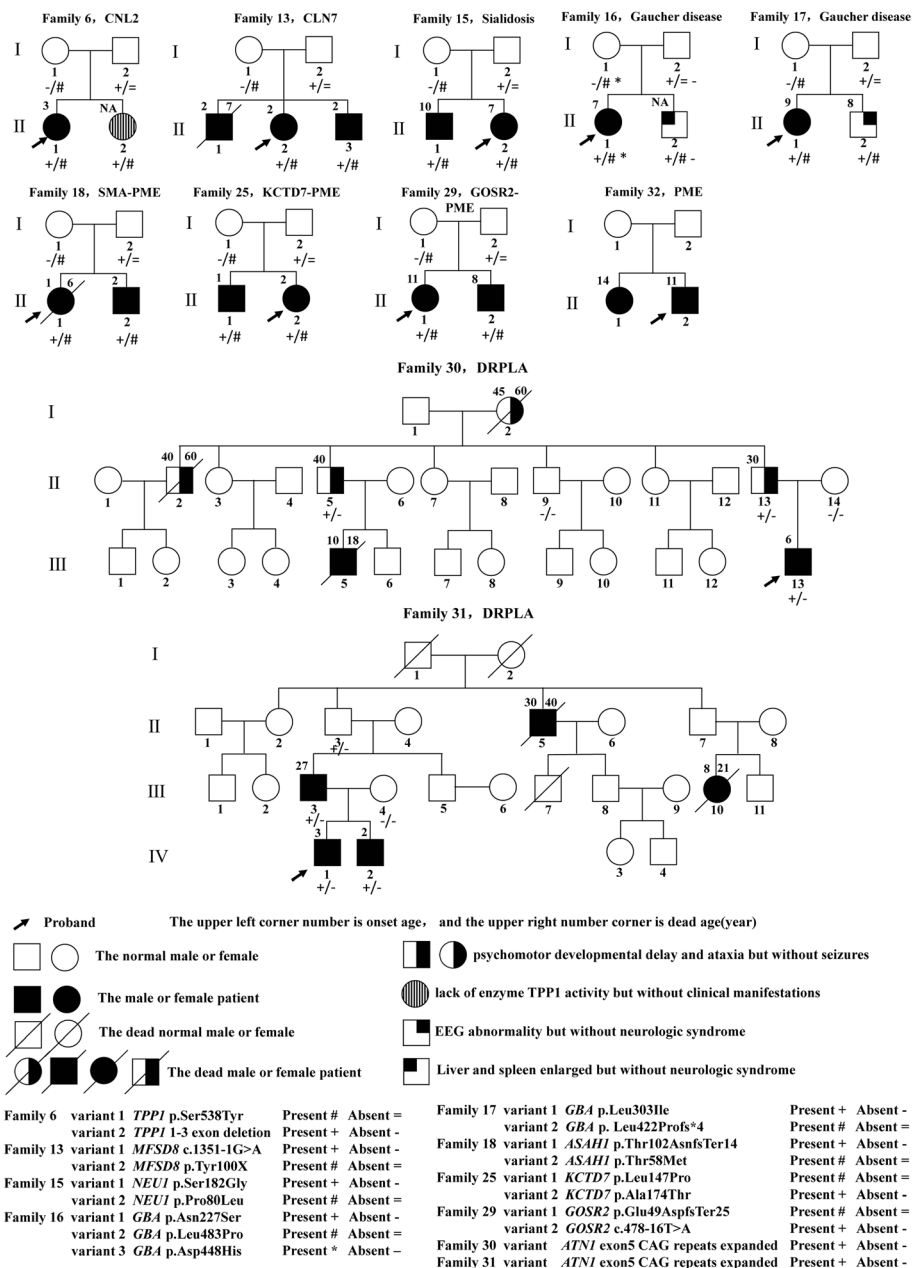 Family 6， CNL2
Family 13， CLN7
Family 15， Sialidosis
Family 16， Gaucher disease
Family 17， Gaucher disease
I
1
2
-/#
+/=
I
1
2
-/#
+/=
I
1
2
-/#
+/=
I
1
2
-/# *
+/= -
I
1
2
-/#
+/=
II
3
NA
1
2
+/#
+/#
II
2
7
2
2
1
2
3
+/#
+/#
II
10
7
1
2
+/#
+/#
II
7
NA
1
2
+/# *
+/# -
II
9
8
1
2
+/#
+/#
Family 18， SMA-PME
Family 25， KCTD7-PME
Family 29， GOSR2-
PME
Family 32， PME
I
1
2
-/#
+/=
I
1
2
-/#
+/=
I
1
2
-/#
+/=
I
1
2
II
1
6
2
1
2
+/#
+/#
II
1
2
1
2
+/#
+/#
II
11
8
1
2
+/#
+/#
II
14
11
1
2
Family 30， DRPLA
I
45 60
1
2
II
40 60
40
30
1 2 3 4 5 6 7 8 9 10 11 12 13 14
+/- -/- +/- -/-
III
10 18
6
1 2 3 4 5 6 7 8 9 10 11 12 13
+/-
Family 31， DRPLA
I
1
2
II
30 40
1 2 3 4 5 6 7 8
+/-
III
27
8 21
1 2 3 4 5 6 7 8 9 10 11
+/- -/-
IV
3
2
1 2 3 4
+/- +/-
Proband
The upper left corner number is onset age， and the upper right number corner is dead age(year)
The normal male or female
psychomotor developmental delay and ataxia but without seizures
The male or female patient
lack of enzyme TPP1 activity but without clinical manifestations
The dead normal male or female
EEG abnormality but without neurologic syndrome
The dead male or female patient
Liver and spleen enlarged but without neurologic syndrome
Family 6 variant 1 TPP1 p.Ser538Tyr Present # Absent =
variant 2 TPP1 1-3 exon deletion Present + Absent -
Family 13 variant 1 MFSD8 c.1351-1G>A Present + Absent -
variant 2 MFSD8 p.Tyr100X Present # Absent =
Family 15 variant 1 NEU1 p.Ser182Gly Present + Absent -
variant 2 NEU1 p.Pro80Leu Present # Absent =
Family 16 variant 1 GBA p.Asn227Ser Present + Absent -
variant 2 GBA p.Leu483Pro Present # Absent =
variant 3 GBA p.Asp448His Present * Absent –
Family 17 variant 1 GBA p.Leu303Ile Present + Absent -
variant 2 GBA p. Leu422Profs*4 Present # Absent =
Family 18 variant 1 ASAH1 p.Thr102AsnfsTer14 Present + Absent -
variant 2 ASAH1 p.Thr58Met Present # Absent =
Family 25 variant 1 KCTD7 p.Leu147Pro Present # Absent =
variant 2 KCTD7 p.Ala174Thr Present + Absent -
Family 29 variant 1 GOSR2 p.Glu49AspfsTer25 Present # Absent =
variant 2 GOSR2 c.478-16T>A Present + Absent -
Family 30 variant ATN1 exon5 CAG repeats expanded Present + Absent -
Family 31 variant ATN1 exon5 CAG repeats expanded Present + Absent -